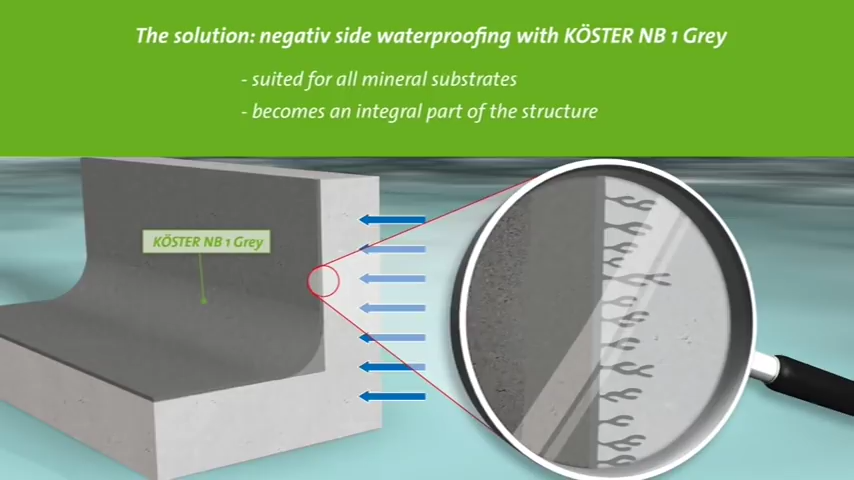 The solution: negativ side waterproofing with KÖSTER NB 1 Grey
- suited for all mineral substrates
- becomes an integral part of the structure
KÖSTER NB 1 Grey